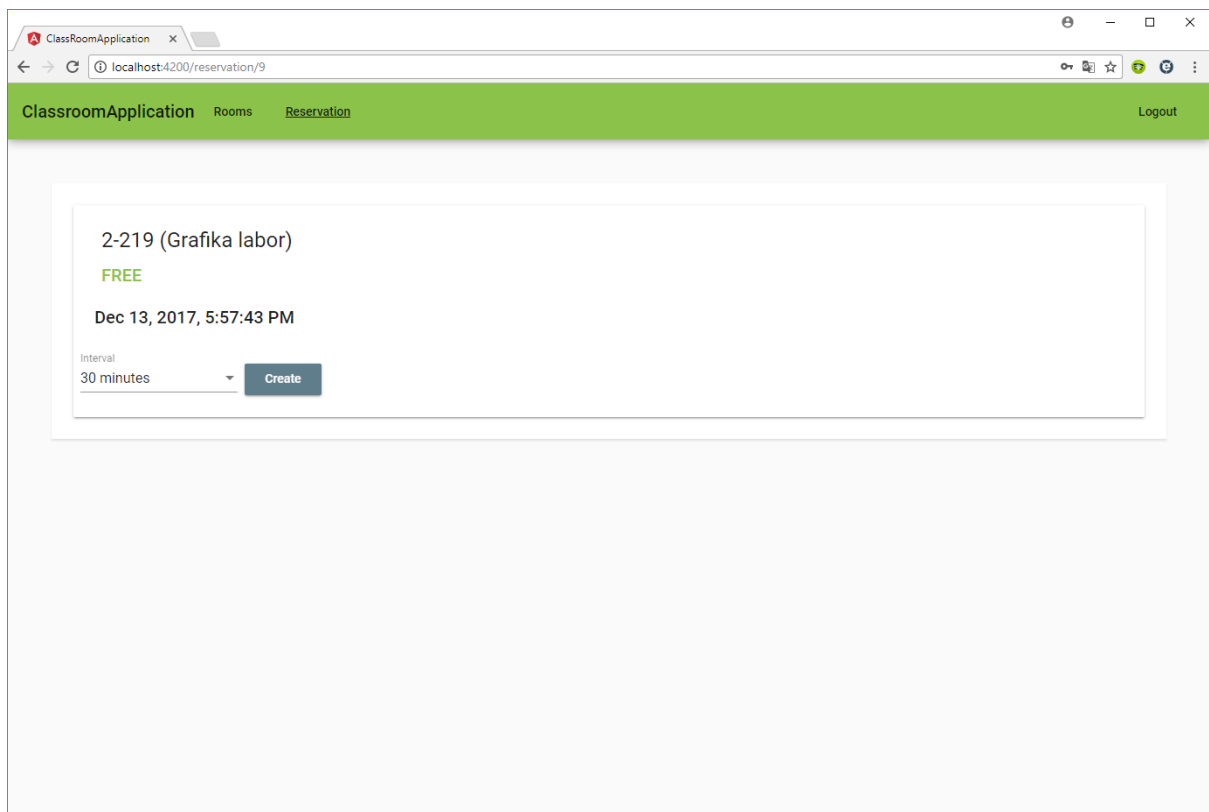 ClassRoomApplication
localhost:4200/reservation/9
ClassroomApplication Rooms Reservation Logout
2-219 (Grafika labor)
FREE
Dec 13, 2017, 5:57:43 PM
Interval
30 minutes Create